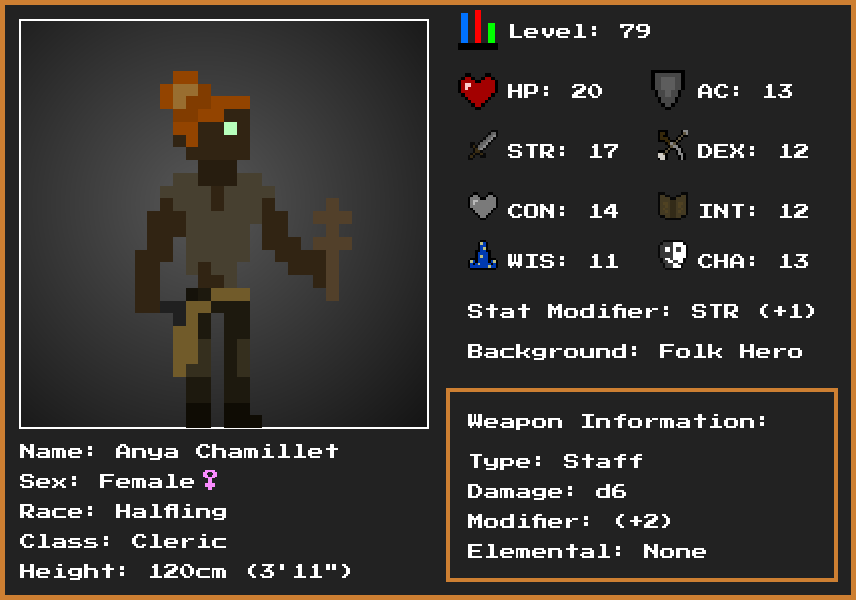 Level: 79
HP: 20 AC: 13
STR: 17 DEX: 12
CON: 14 INT: 12
WIS: 11 CHA: 13
Stat Modifier: STR (+1)
Background: Folk Hero
Weapon Information:
Type: Staff
Damage: d6
Modifier: (+2)
Elemental: None
Name: Anya Chamillet
Sex: Female♀
Race: Halfling
Class: Cleric
Height: 120cm (3'11")